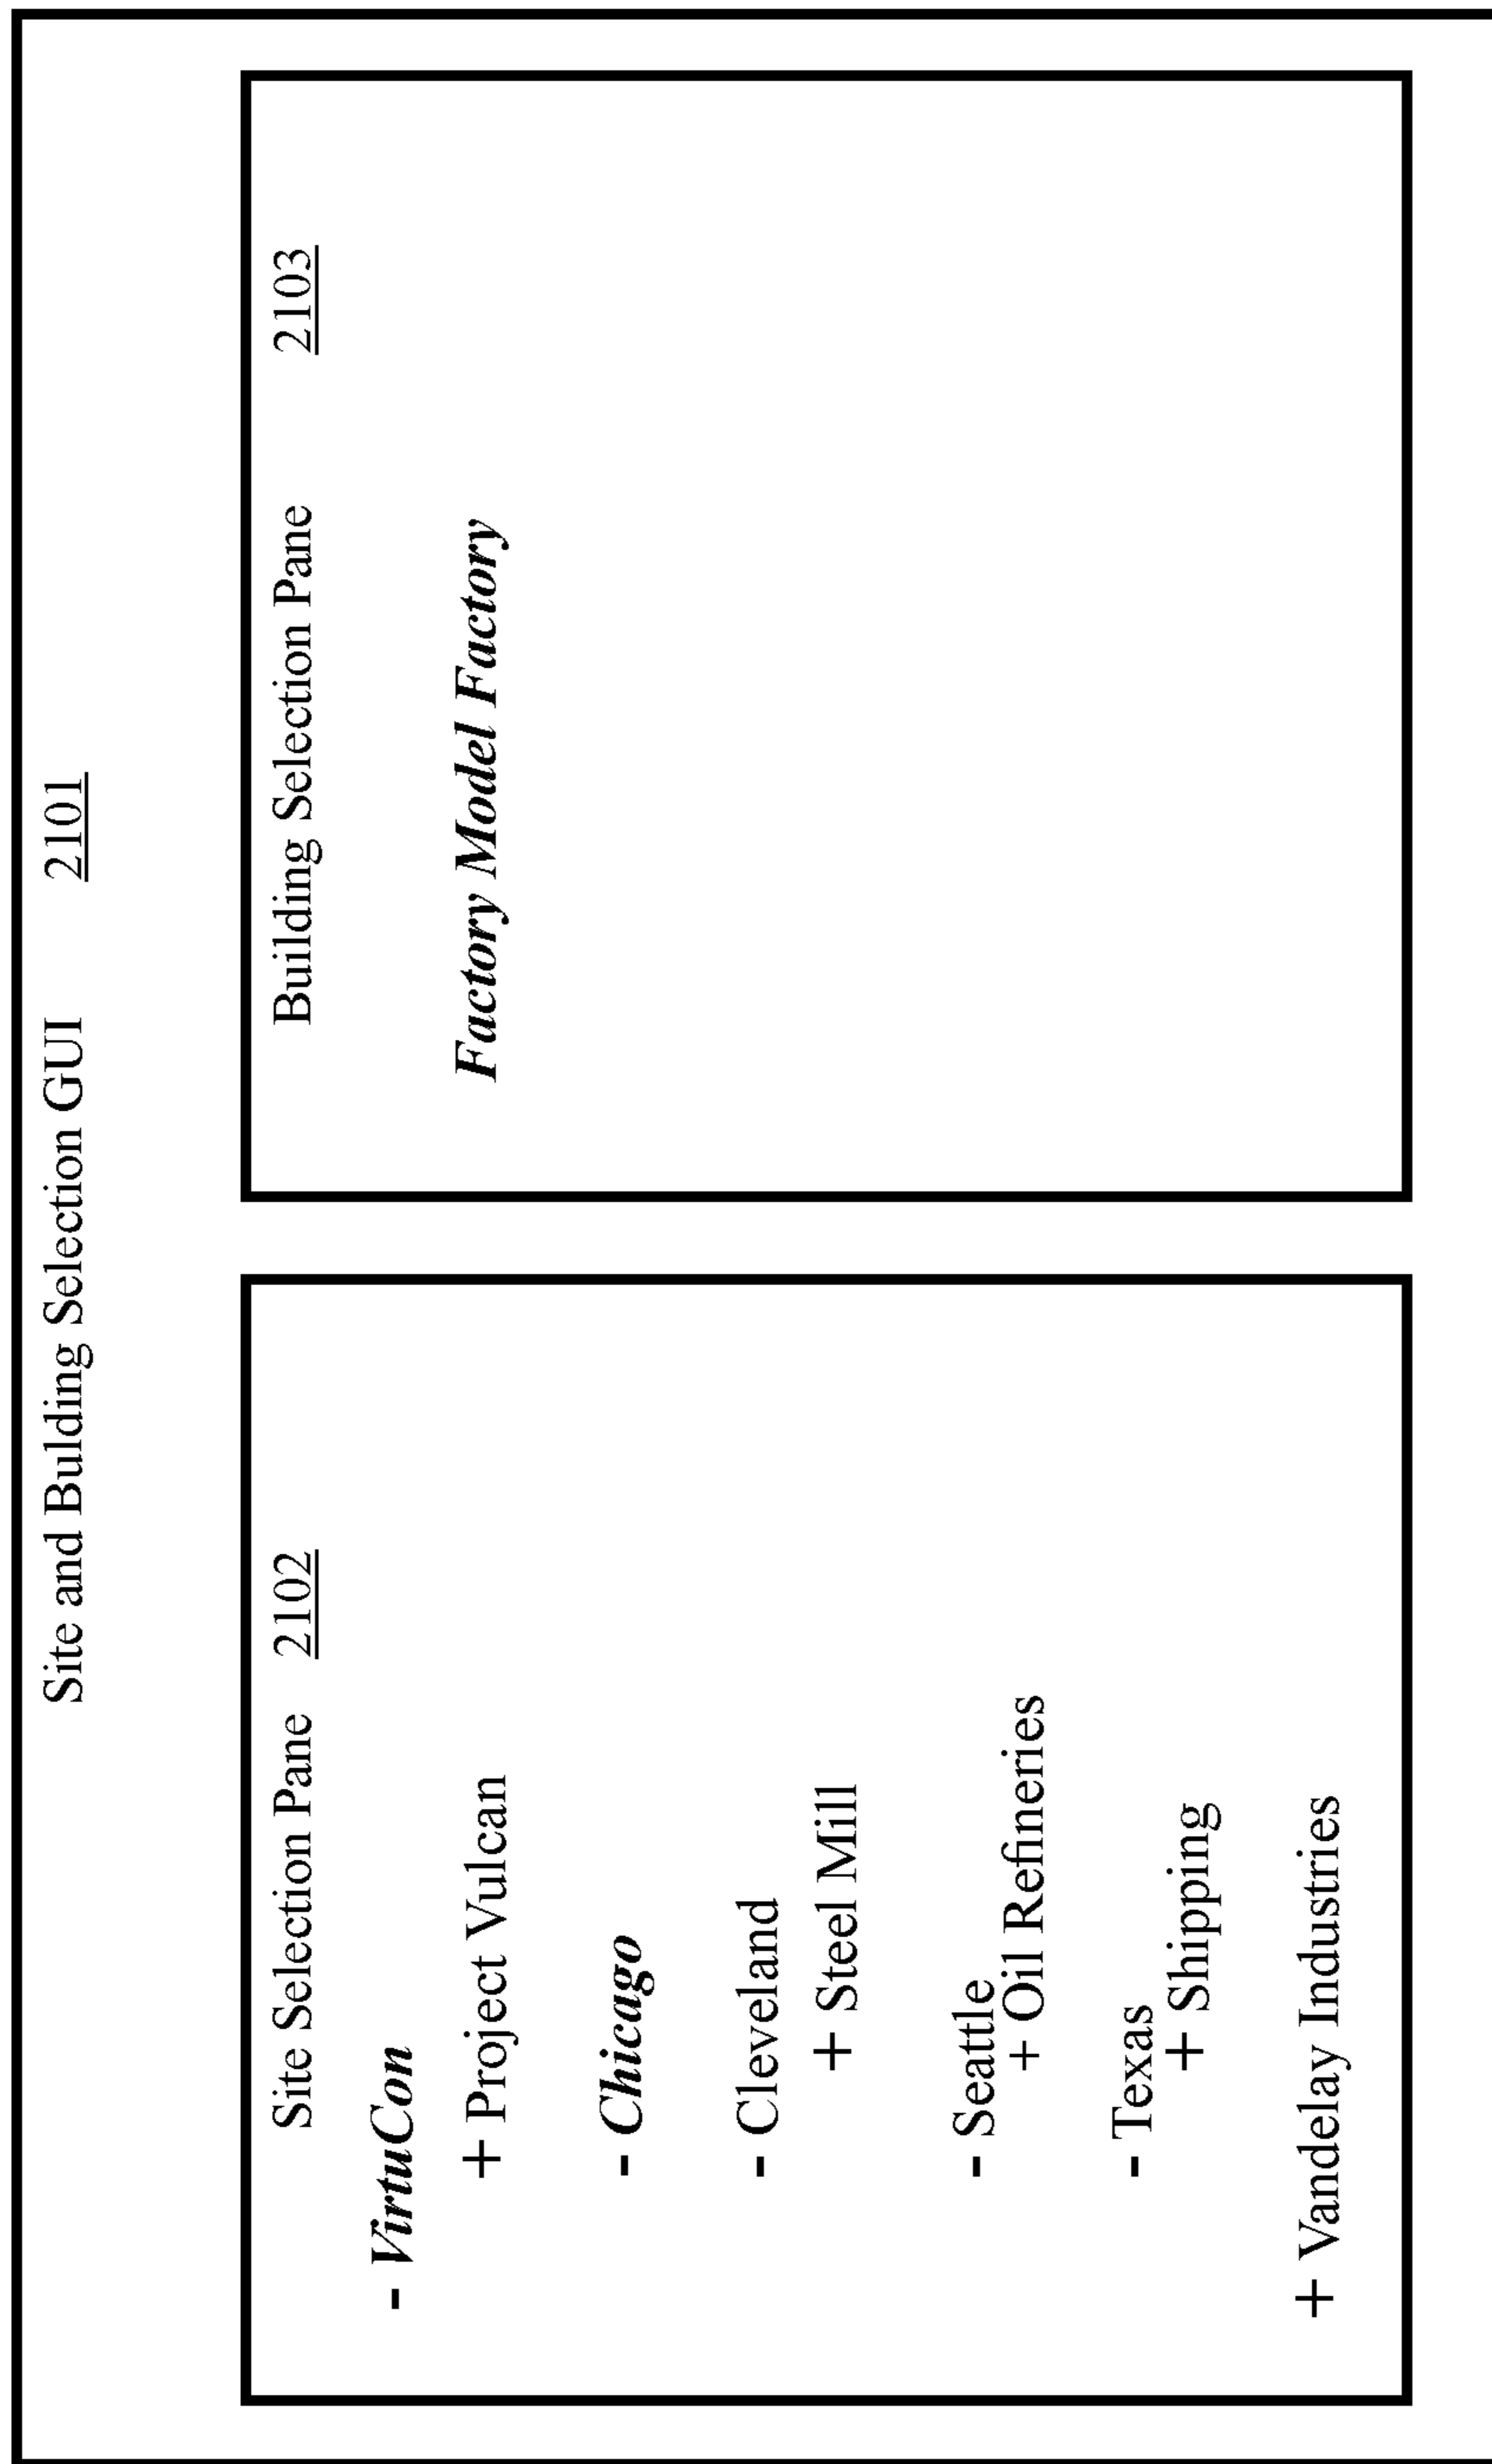 Site and Bulding Selection GUI 2101
Site Selection Pane 2102
- VirtuCon
+ Project Vulcan
- Chicago
- Cleveland
+ Steel Mill
- Seattle
+ Oil Refineries
- Texas
+ Shipping
+ Vandelay Industries
Building Selection Pane 2103
Factory Model Factory